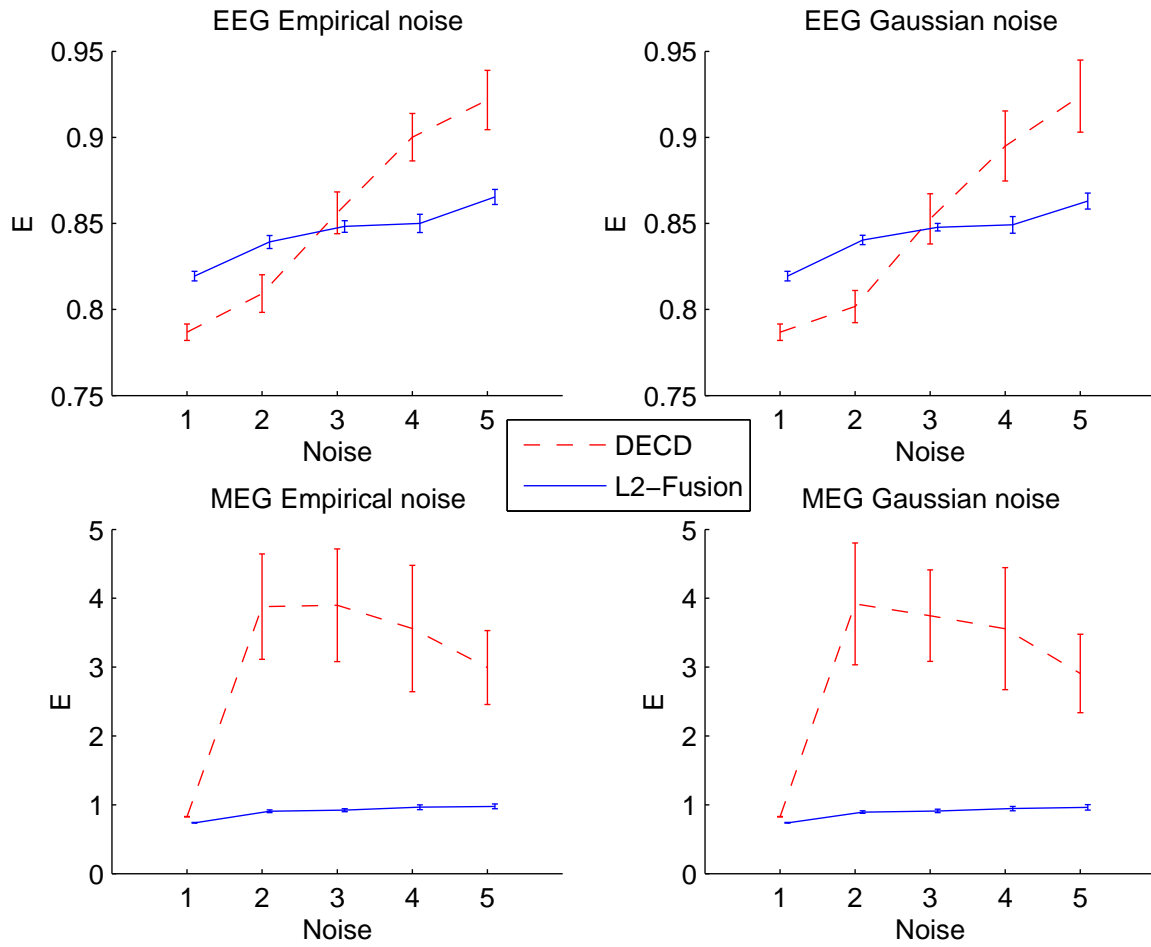 EEG Empirical noise
0.95
0.9
0.85
0.8
0.75
E
1 2 3 4 5
Noise
EEG Gaussian noise
0.95
0.9
0.85
0.8
0.75
E
1 2 3 4 5
Noise
DECD
L2−Fusion
MEG Empirical noise
5
4
3
2
1
0
E
1 2 3 4 5
Noise
MEG Gaussian noise
5
4
3
2
1
0
E
1 2 3 4 5
Noise